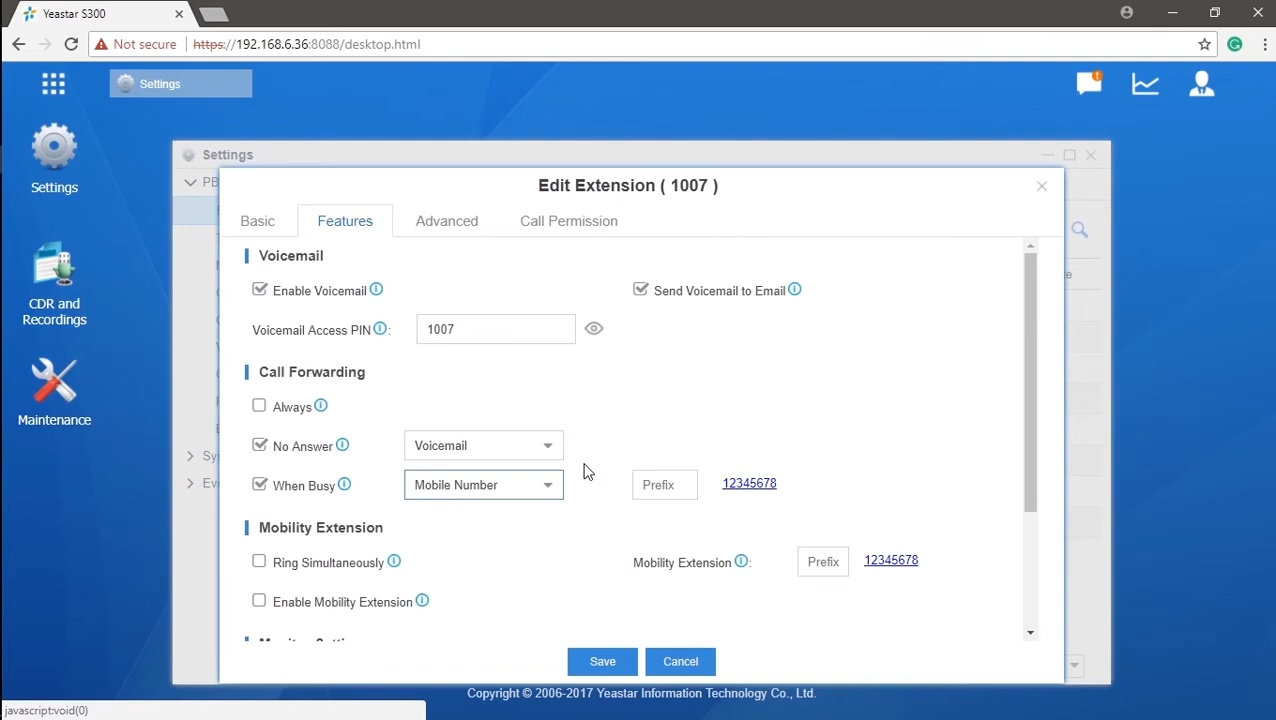 Yeastar S300
Not secure https://192.168.6.36:8088/desktop.html
Settings
Settings
CDR and
Recordings
Maintenance
Settings
PB
Sy
Ev
Edit Extension ( 1007 )
Basic Features Advanced Call Permission
Voicemail
Enable Voicemail Send Voicemail to Email
Voicemail Access PIN : 1007
Call Forwarding
Always
No Answer Voicemail
When Busy Mobile Number Prefix 12345678
Mobility Extension
Ring Simultaneously Mobility Extension : Prefix 12345678
Enable Mobility Extension
Save Cancel
Copyright © 2006-2017 Yeastar Information Technology Co., Ltd.
javascript:void(0)